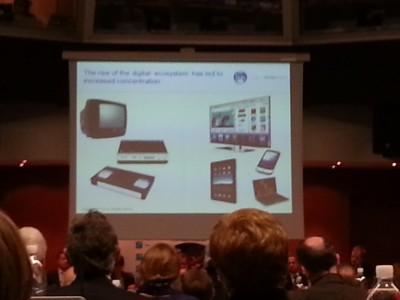 The rise of the digital ecosystem has led to
increased concentration